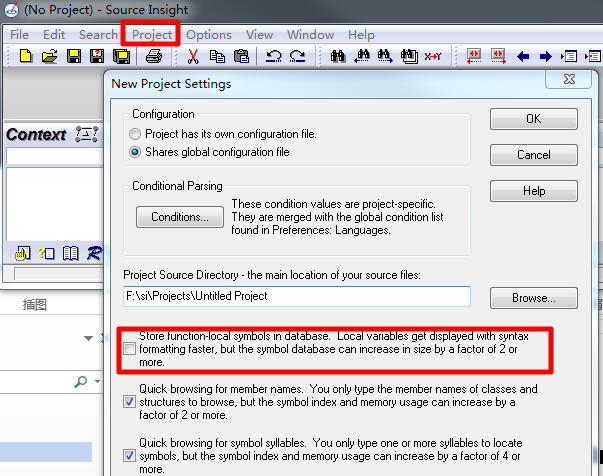 (No Project) - Source Insight
File Edit Search Project Options View Window Help
New Project Settings
Context
Configuration
Project has its own configuration file.
Shares global configuration file
OK
Cancel
Help
Conditional Parsing
Conditions...
These condition values are project-specific.
They are merged with the global condition list
found in Preferences: Languages.
Project Source Directory - the main location of your source files:
F:\si\Projects\Untitled Project
Browse...
插图
Store function-local symbols in database. Local variables get displayed with syntax
formatting faster, but the symbol database can increase in size by a factor of 2 or
more.
Quick browsing for member names. You only type the member names of classes and
structures to browse, but the symbol index and memory usage can increase by a
factor of 2 or more.
Quick browsing for symbol syllables. You only type one or more syllables to locate
symbols, but the symbol index and memory usage can increase by a factor of 4 or
more.